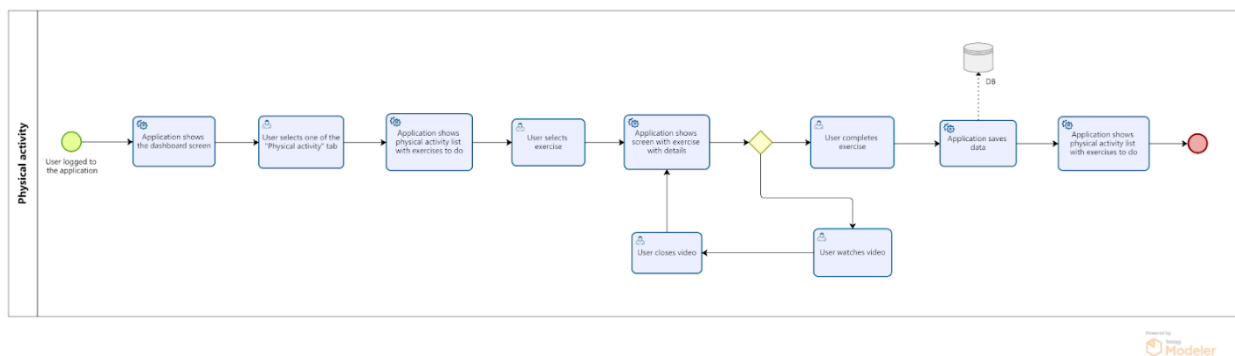 Physical activity
User logged to
the application
Application shows
the dashboard screen
User selects one of the
"Physical activity" tab
Application shows
physical activity list
with exercises to do
User selects
exercise
Application shows
screen with exercise
with details
User completes
exercise
Application saves
data
DB
Application shows
physical activity list
with exercises to do
User closes video
User watches video
Powered by
bizagi
Modeler